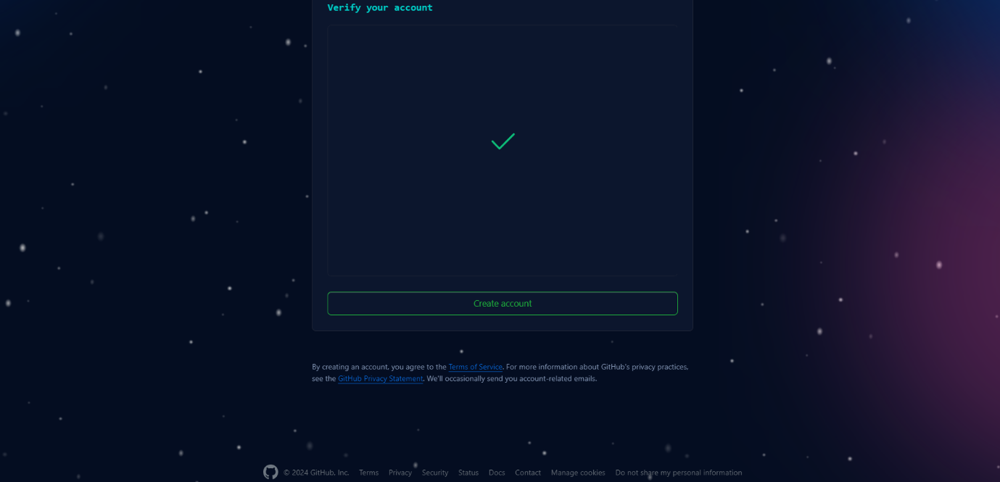 Verify your account
Create account
By creating an account, you agree to the Terms of Service. For more information about GitHub's privacy practices,
see the GitHub Privacy Statement. We'll occasionally send you account-related emails.
© 2024 GitHub, Inc. Terms Privacy Security Status Docs Contact Manage cookies Do not share my personal information